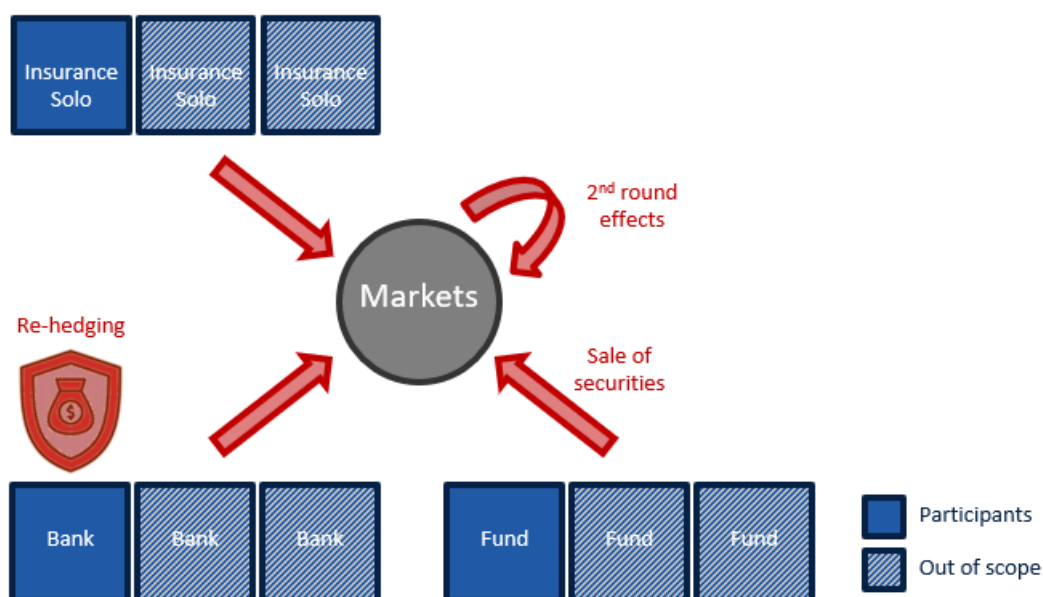 Insurance
Solo
Insurance
Solo
Insurance
Solo
2nd round
effects
Markets
Re-hedging
Sale of
securities
$
Bank
Bank
Bank
Fund
Fund
Fund
Participants
Out of scope